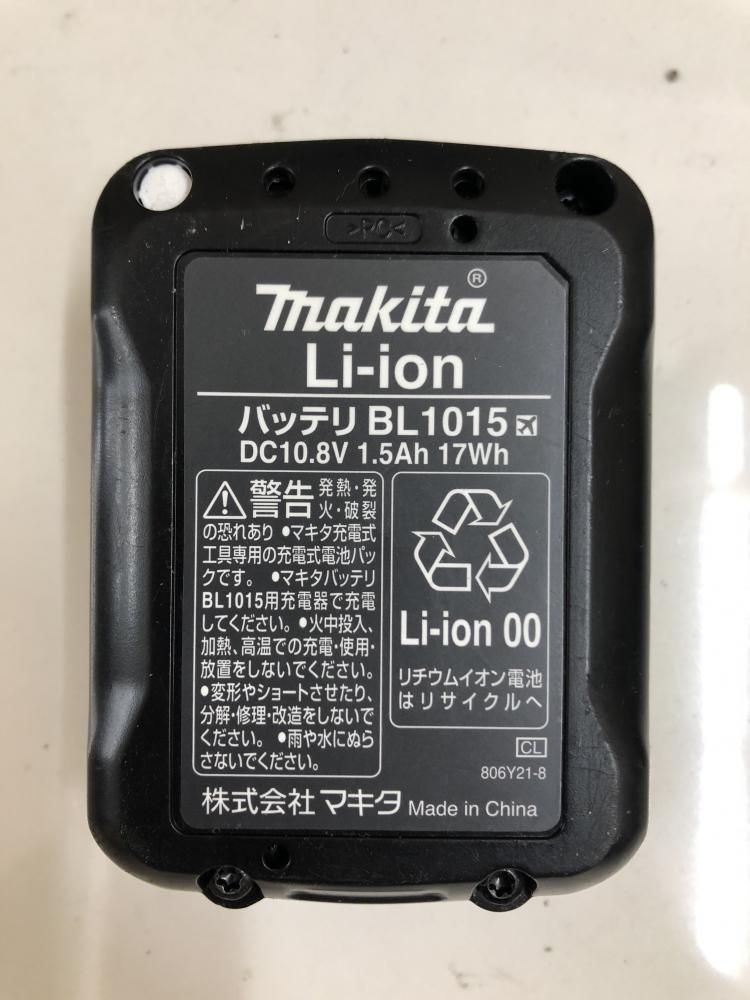 >PC<
makita®
Li-ion
バッテリ BL1015
DC10.8V 1.5Ah 17Wh
警告 発熱・発
火・破裂
の恐れあり ●マキタ充電式
工具専用の充電式電池パッ
クです。 ●マキタバッテリ
BL1015用充電器で充電
してください。●火中投入、
加熱、高温での充電・使用・
放置をしないでください。
●変形やショートさせたり、
分解・修理・改造をしないで
ください。 ●雨や水にぬら
さないでください。
Li-ion 00
リチウムイオン電池
はリサイクルへ
CL
806Y21-8
株式会社 マキタ Made in China